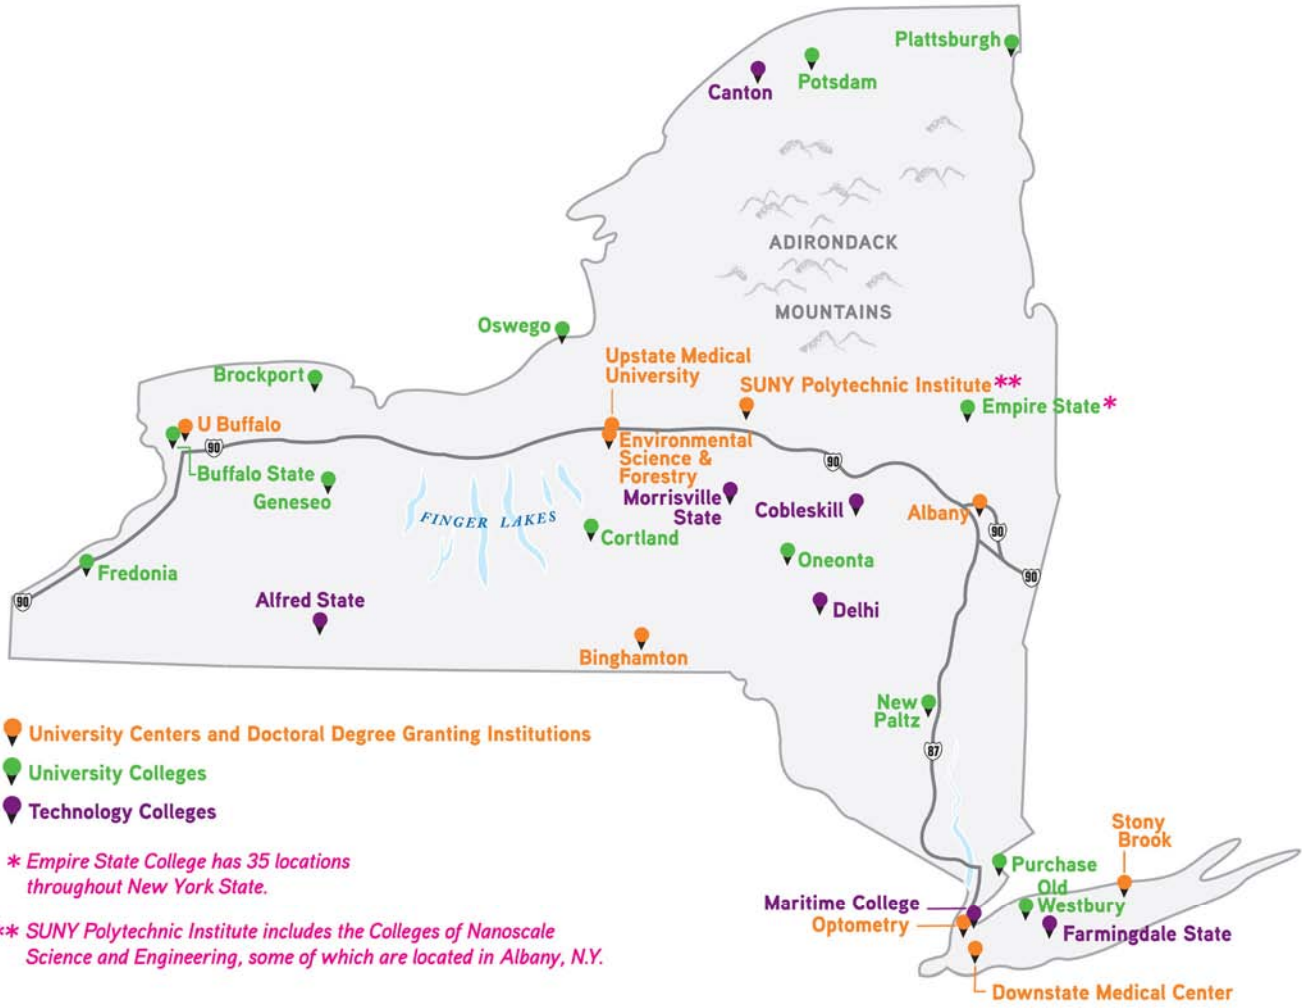 Plattsburgh
Potsdam
Canton
ADIRONDACK
MOUNTAINS
Oswego
Upstate Medical
University
Brockport
SUNY Polytechnic Institute**
Empire State*
U Buffalo
90
90
Environmental
Science &
Forestry
Buffalo State
Geneseo
Morrisville
State
Cobleskill
Albany
90
FINGER LAKES
Cortland
Oneonta
90
Fredonia
90
Alfred State
Delhi
Binghamton
New
Paltz
87
University Centers and Doctoral Degree Granting Institutions
University Colleges
Technology Colleges
* Empire State College has 35 locations
throughout New York State.
** SUNY Polytechnic Institute includes the Colleges of Nanoscale
Science and Engineering, some of which are located in Albany, N.Y.
Stony
Brook
Purchase
Old
Westbury
Maritime College
Optometry
Farmingdale State
Downstate Medical Center